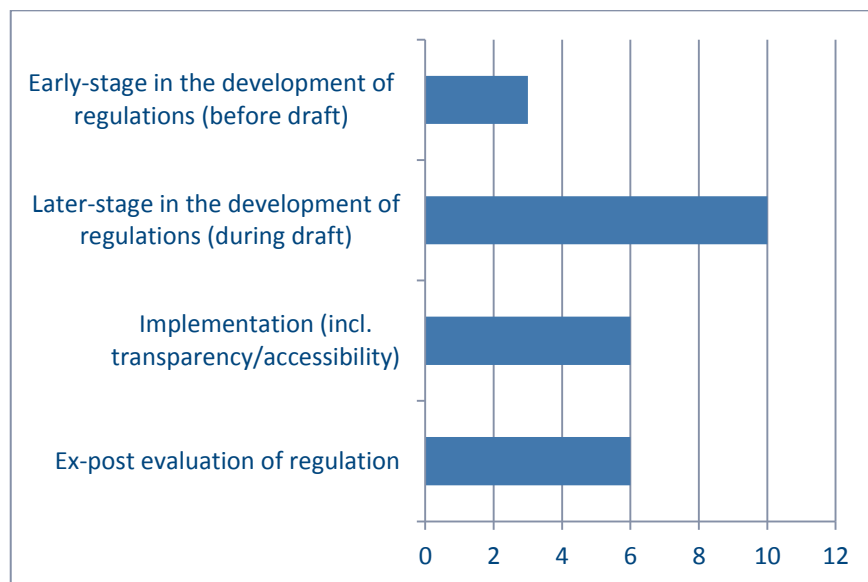 Early-stage in the development of
regulations (before draft)
Later-stage in the development of
regulations (during draft)
Implementation (incl.
transparency/accessibility)
Ex-post evaluation of regulation
0 2 4 6 8 10 12